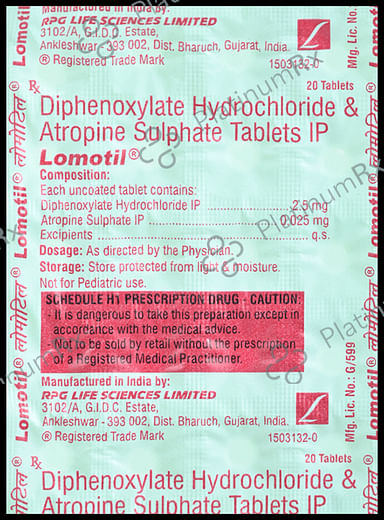 Manufactured in India by:
RPG LIFE SCIENCES LIMITED
3102/A, G.I.D.C. Estate,
Ankleshwar - 393 002, Dist. Bharuch, Gujarat, India.
® Registered Trade Mark
1503132-0
Mfg. Lic. No.
20 Tablets
Rx
Diphenoxylate Hydrochloride &
Atropine Sulphate Tablets IP
Lomotil®
Composition:
Each uncoated tablet contains:
Diphenoxylate Hydrochloride IP 2.5mg
Atropine Sulphate IP 0.025 mg
Excipients q.s.
Dosage: As directed by the Physician.
Storage: Store protected from light & moisture.
Not for Pediatric use.
SCHEDULE H1 PRESCRIPTION DRUG - CAUTION:
- It is dangerous to take this preparation except in
accordance with the medical advice.
- Not to be sold by retail without the prescription
of a Registered Medical Practitioner.
Manufactured in India by:
RPG LIFE SCIENCES LIMITED
3102/A, G.I.D.C. Estate,
Ankleshwar - 393 002, Dist. Bharuch, Gujarat, India.
® Registered Trade Mark
1503132-0
Mfg. Lic. No.: G/599
20 Tablets
Rx
Diphenoxylate Hydrochloride &
Atropine Sulphate Tablets IP
Lomotil® लोमोटिल®
Lomotil® लोमोटिल®
PlatinumRx